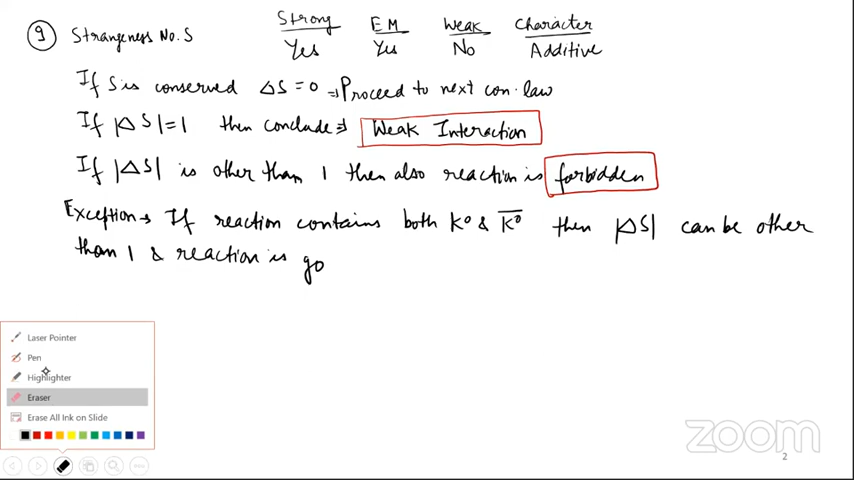 Strong EM Weak Character
9 Strangeness No. S Yes Yes No Additive
If S is conserved ΔS = 0 ⇒ Proceed to next con. law
If |ΔS| = 1 then conclude ⇒ Weak Interaction
If |ΔS| is other than 1 then also reaction is forbidden
Exception → If reaction contains both K⁰ & K̅⁰ then |ΔS| can be other
than 1 & reaction is go
Laser Pointer
Pen
Highlighter
Eraser
Erase All Ink on Slide
zoom
2